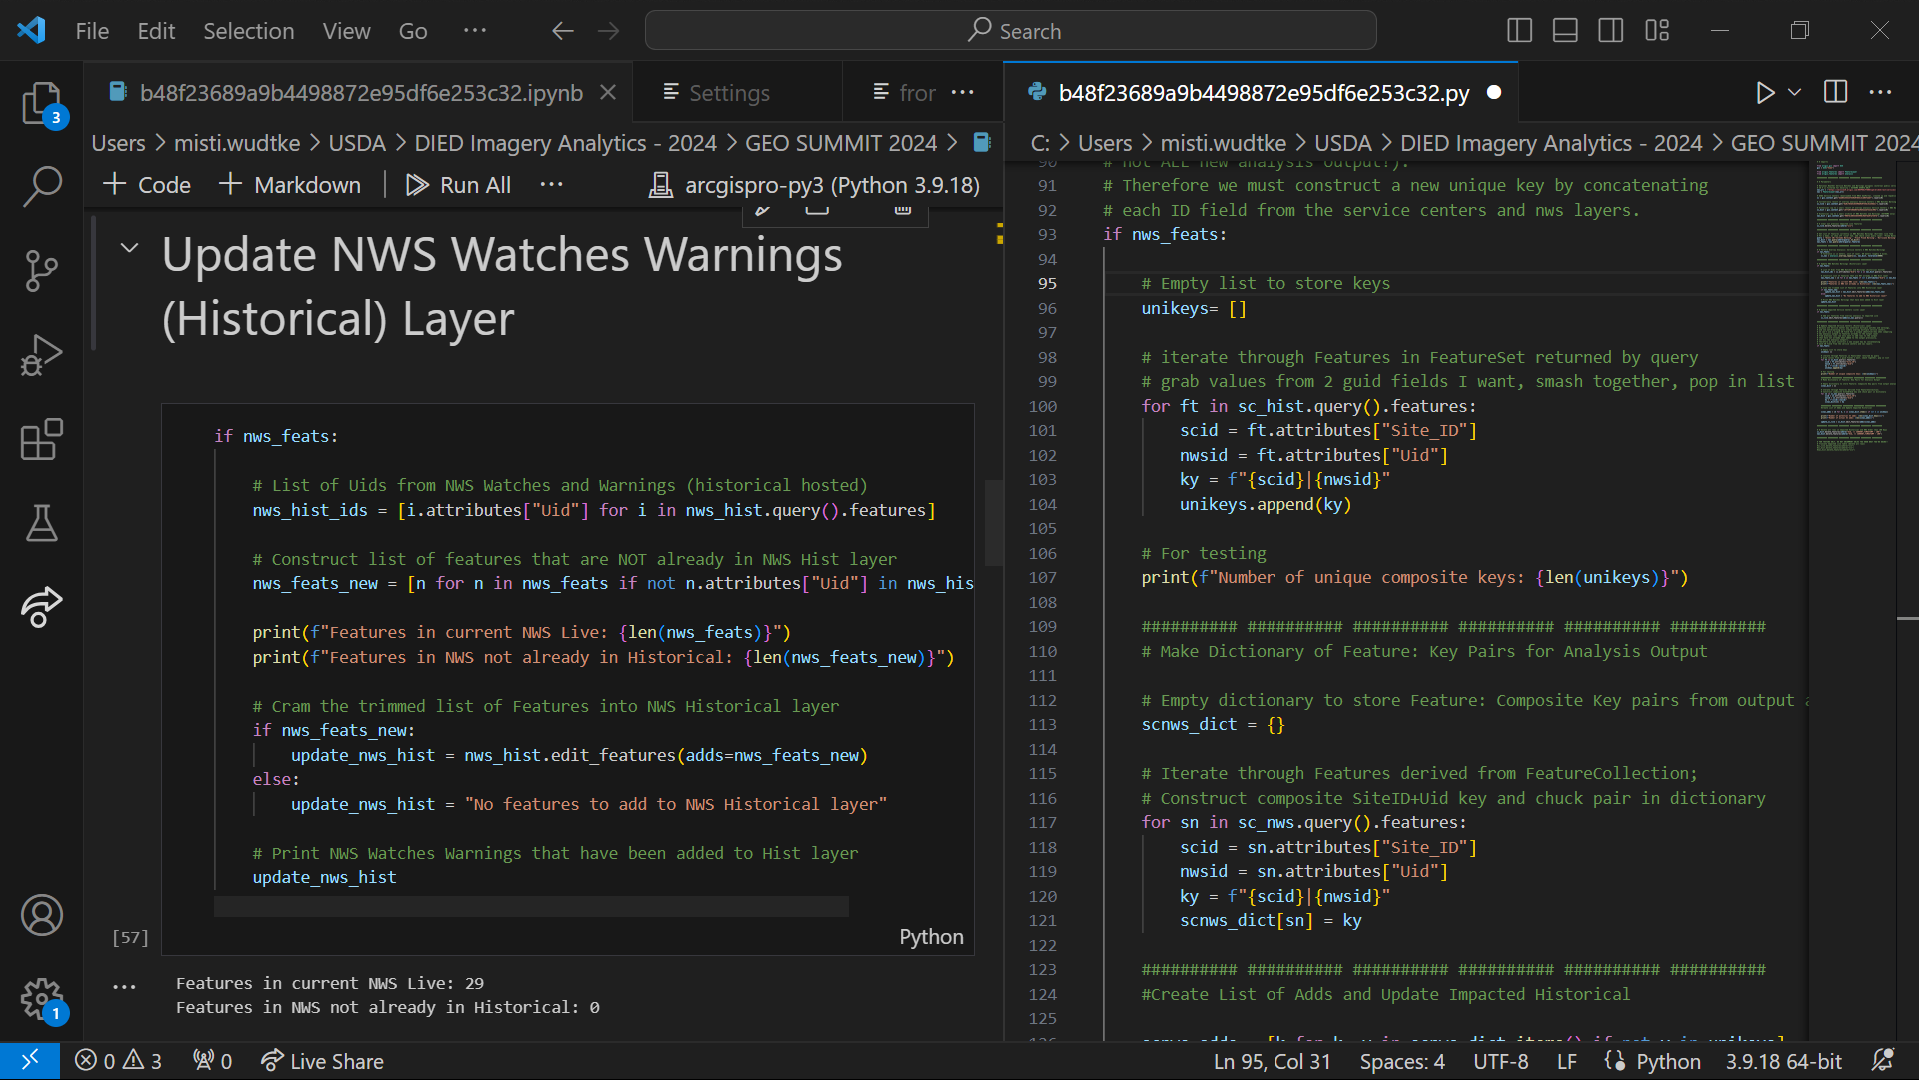 File Edit Selection View Go ··· Search
b48f23689a9b4498872e95df6e253c32.ipynb Settings fror ···
Users > misti.wudtke > USDA > DIED Imagery Analytics - 2024 > GEO SUMMIT 2024 >
+ Code + Markdown | Run All ··· arcgispro-py3 (Python 3.9.18)
Update NWS Watches Warnings
(Historical) Layer
if nws_feats:
# List of Uids from NWS Watches and Warnings (historical hosted)
nws_hist_ids = [i.attributes["Uid"] for i in nws_hist.query().features]
# Construct list of features that are NOT already in NWS Hist layer
nws_feats_new = [n for n in nws_feats if not n.attributes["Uid"] in nws_his
print(f"Features in current NWS Live: {len(nws_feats)}")
print(f"Features in NWS not already in Historical: {len(nws_feats_new)}")
# Cram the trimmed list of Features into NWS Historical layer
if nws_feats_new:
update_nws_hist = nws_hist.edit_features(adds=nws_feats_new)
else:
update_nws_hist = "No features to add to NWS Historical layer"
# Print NWS Watches Warnings that have been added to Hist layer
update_nws_hist
[57] Python
··· Features in current NWS Live: 29
Features in NWS not already in Historical: 0
b48f23689a9b4498872e95df6e253c32.py
C: > Users > misti.wudtke > USDA > DIED Imagery Analytics - 2024 > GEO SUMMIT 2024
90 # not ALL new analysis output!).
91 # Therefore we must construct a new unique key by concatenating
92 # each ID field from the service centers and nws layers.
93 if nws_feats:
94
95 # Empty list to store keys
96 unikeys= []
97
98 # iterate through Features in FeatureSet returned by query
99 # grab values from 2 guid fields I want, smash together, pop in list
100 for ft in sc_hist.query().features:
101 scid = ft.attributes["Site_ID"]
102 nwsid = ft.attributes["Uid"]
103 ky = f"{scid}|{nwsid}"
104 unikeys.append(ky)
105
106 # For testing
107 print(f"Number of unique composite keys: {len(unikeys)}")
108
109 ########## ########## ########## ########## ########## ##########
110 # Make Dictionary of Feature: Key Pairs for Analysis Output
111
112 # Empty dictionary to store Feature: Composite Key pairs from output a
113 scnws_dict = {}
114
115 # Iterate through Features derived from FeatureCollection;
116 # Construct composite SiteID+Uid key and chuck pair in dictionary
117 for sn in sc_nws.query().features:
118 scid = sn.attributes["Site_ID"]
119 nwsid = sn.attributes["Uid"]
120 ky = f"{scid}|{nwsid}"
121 scnws_dict[sn] = ky
122
123 ########## ########## ########## ########## ########## ##########
124 #Create List of Adds and Update Impacted Historical
125
3
1
0 3 0 Live Share Ln 95, Col 31 Spaces: 4 UTF-8 LF Python 3.9.18 64-bit